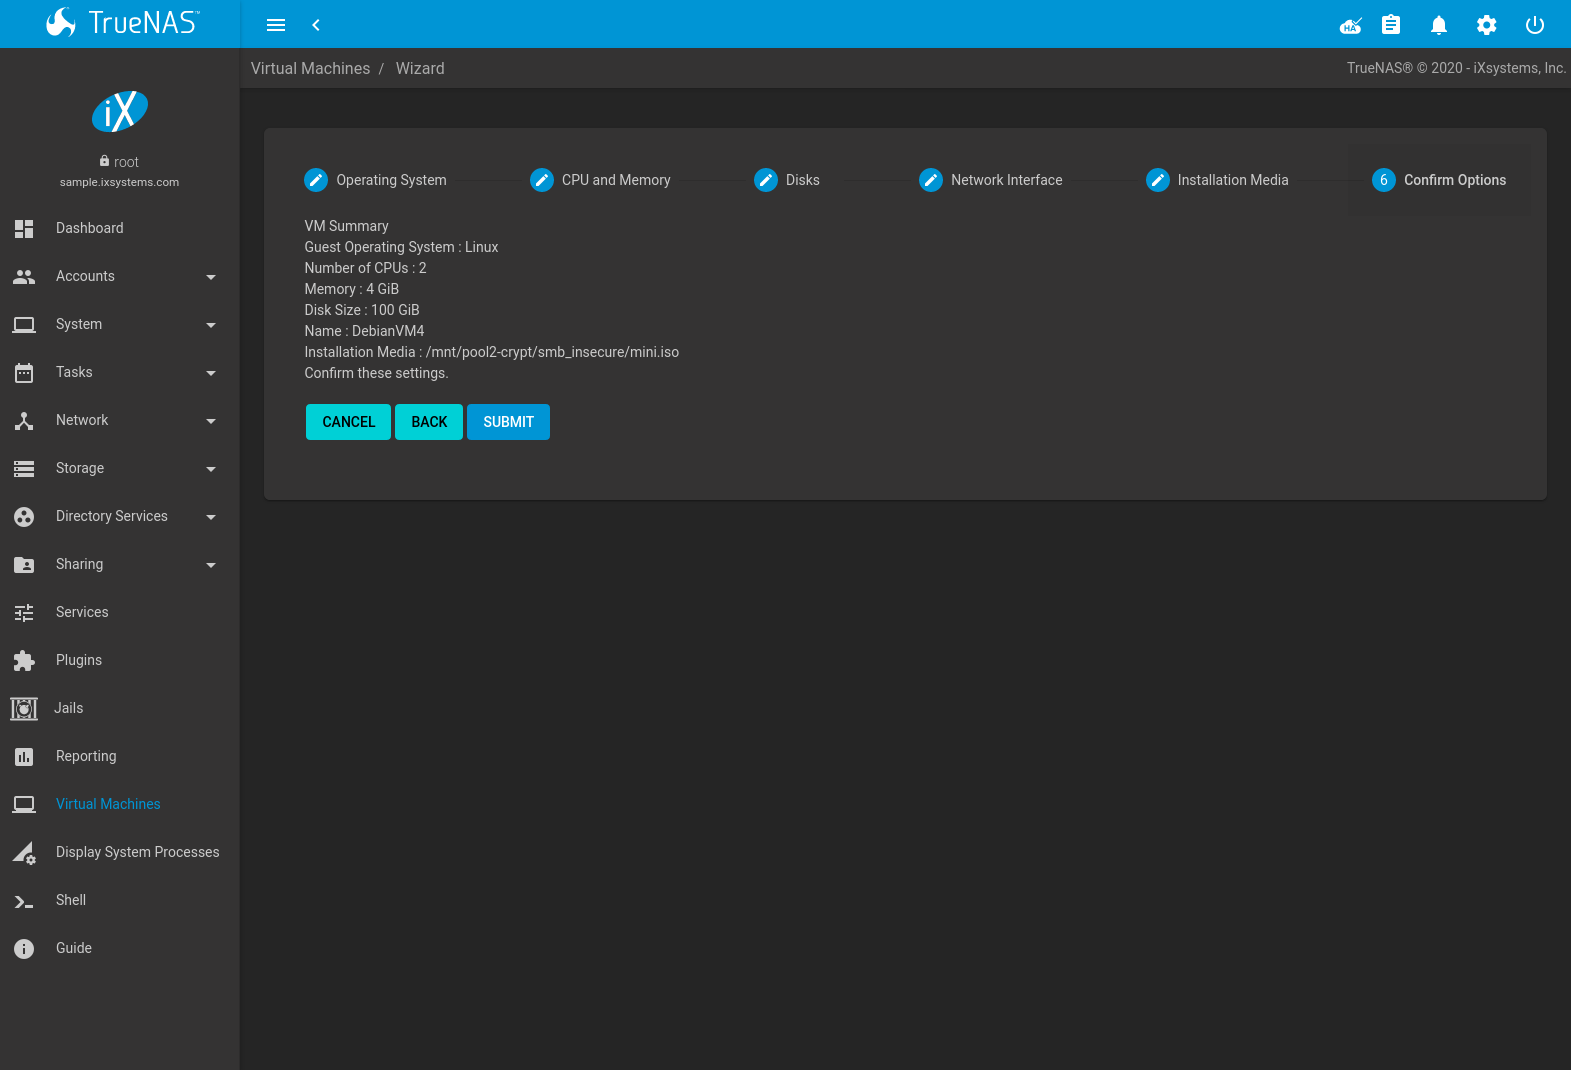 TrueNAS™
HA
Virtual Machines / Wizard
TrueNAS® © 2020 - iXsystems, Inc.
iX
root
sample.ixsystems.com
Dashboard
Accounts
System
Tasks
Network
Storage
Directory Services
Sharing
Services
Plugins
Jails
Reporting
Virtual Machines
Display System Processes
Shell
Guide
Operating System
CPU and Memory
Disks
Network Interface
Installation Media
6 Confirm Options
VM Summary
Guest Operating System : Linux
Number of CPUs : 2
Memory : 4 GiB
Disk Size : 100 GiB
Name : DebianVM4
Installation Media : /mnt/pool2-crypt/smb_insecure/mini.iso
Confirm these settings.
CANCEL BACK SUBMIT